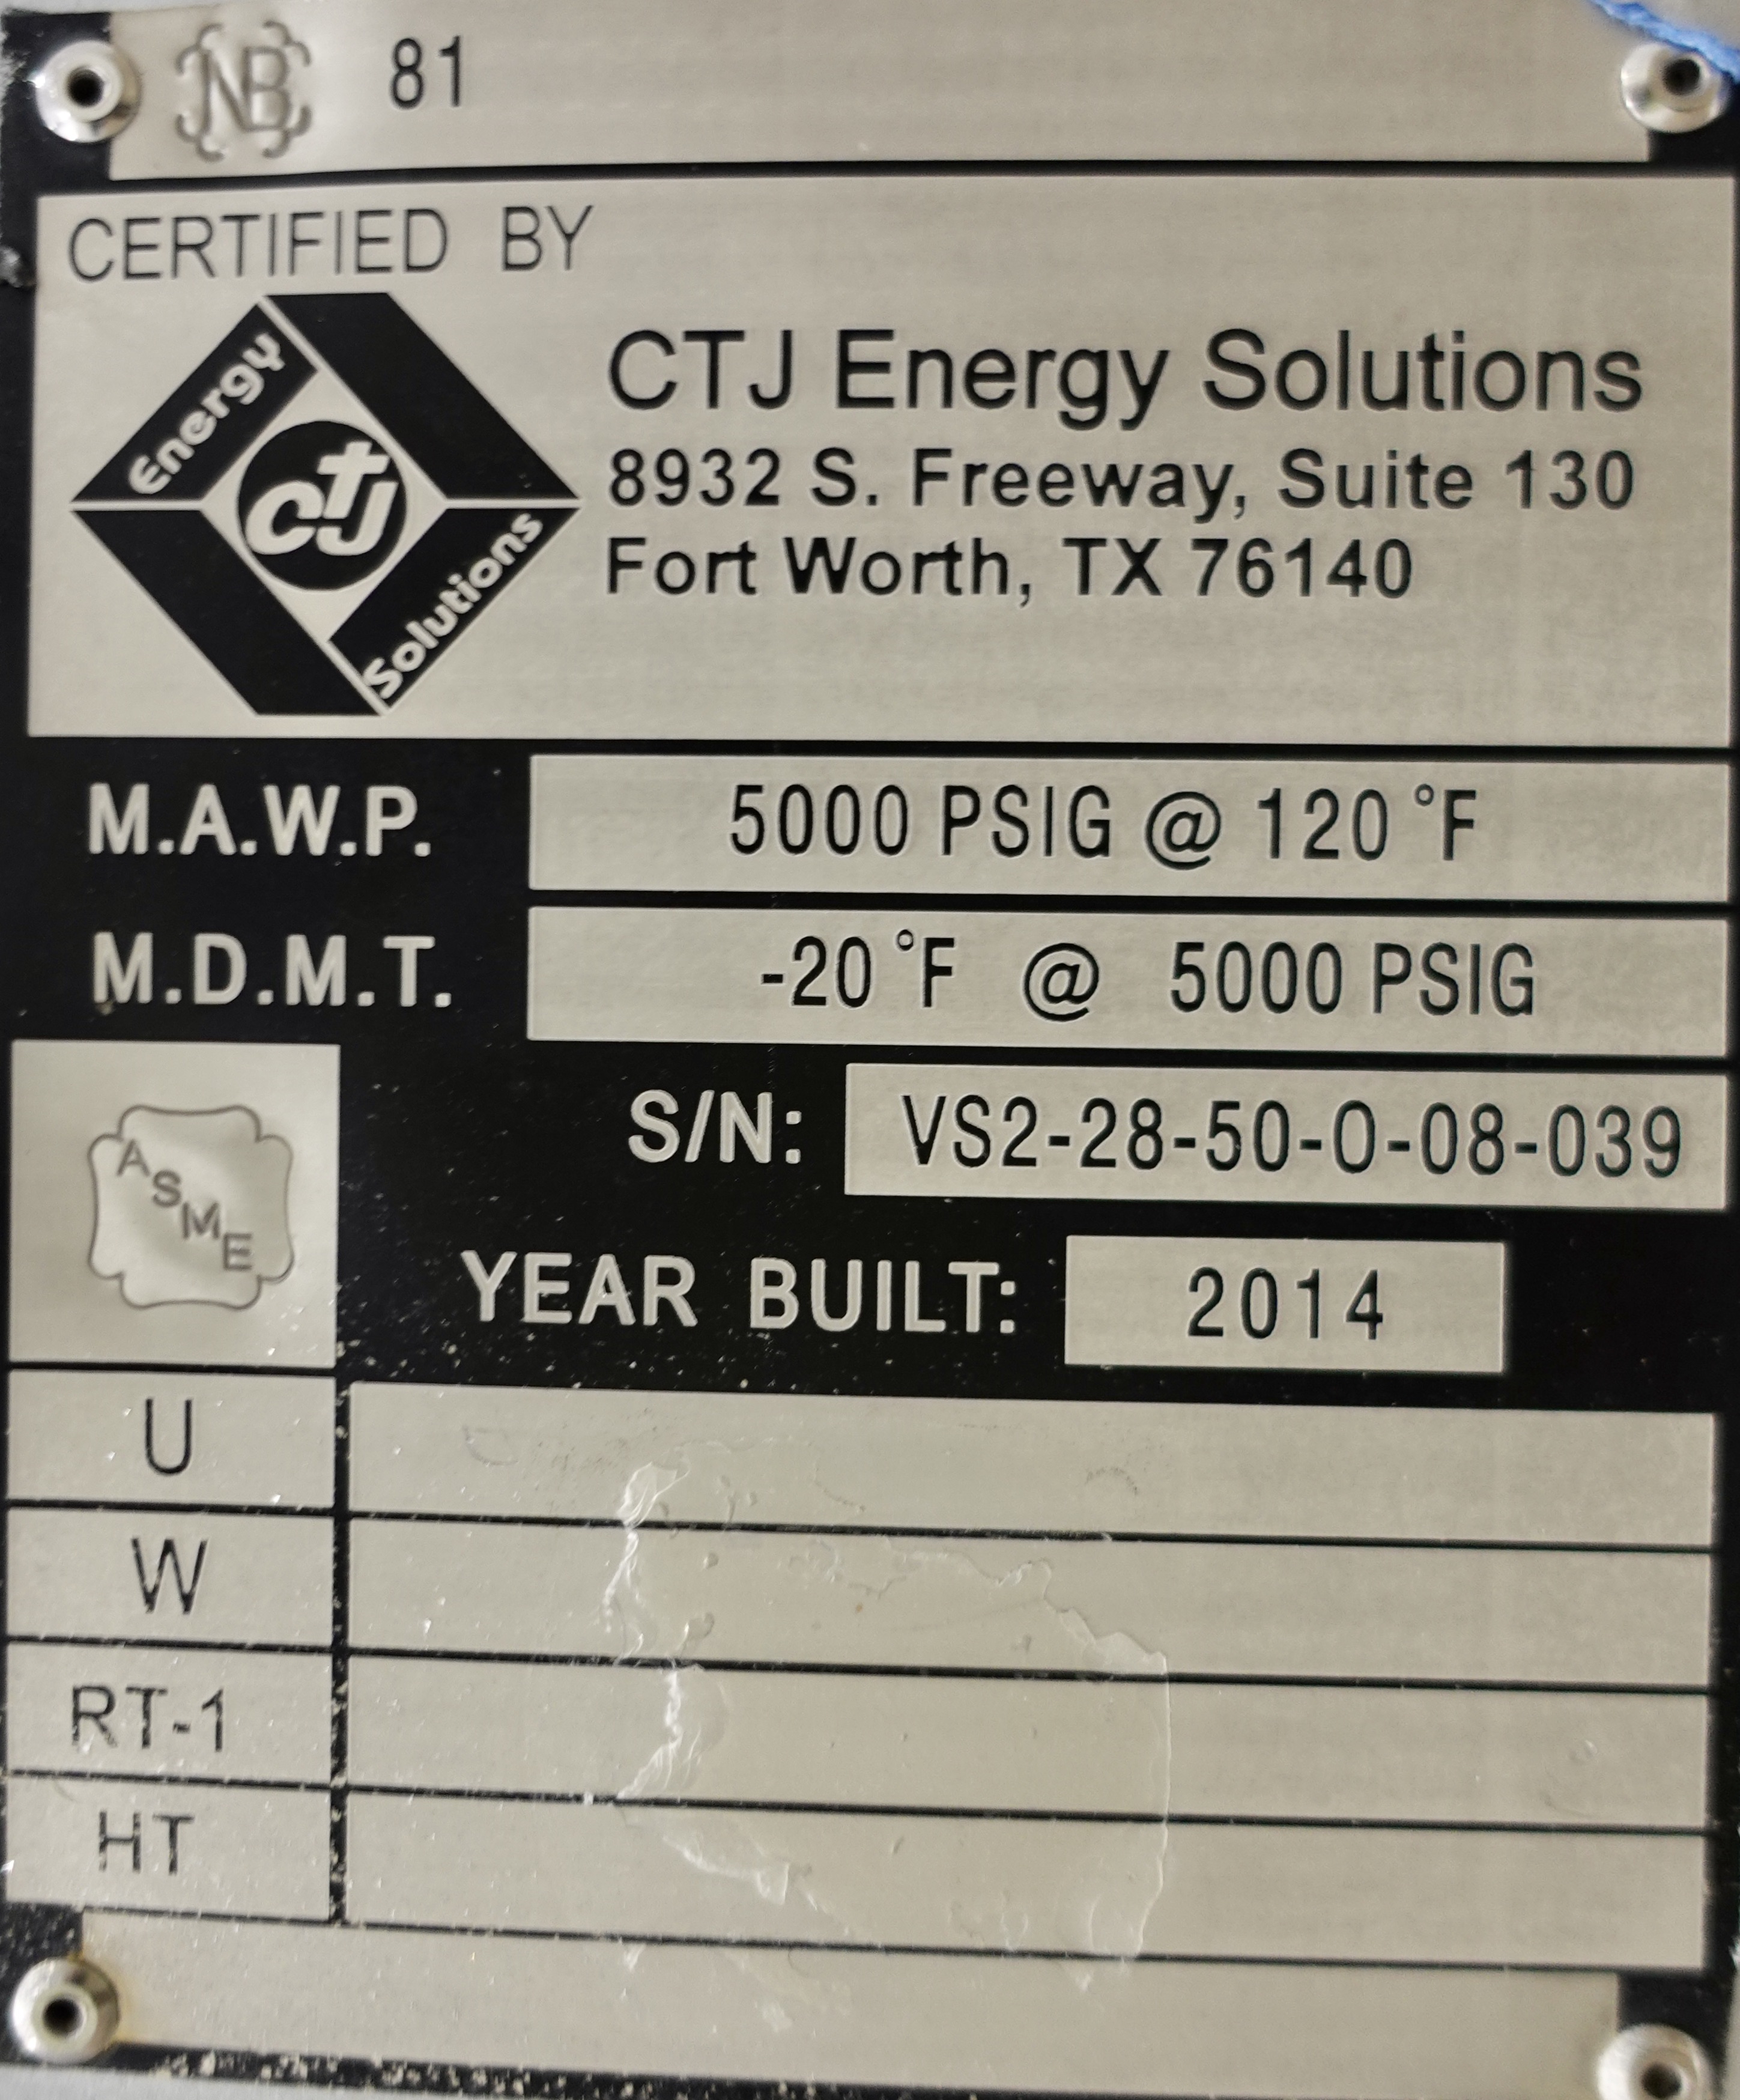 NB 81
CERTIFIED BY
Energy
CTJ
Solutions
CTJ Energy Solutions
8932 S. Freeway, Suite 130
Fort Worth, TX 76140
M.A.W.P. 5000 PSIG @ 120 °F
M.D.M.T. -20 °F @ 5000 PSIG
ASME
S/N: VS2-28-50-0-08-039
YEAR BUILT: 2014
U
W
RT-1
HT